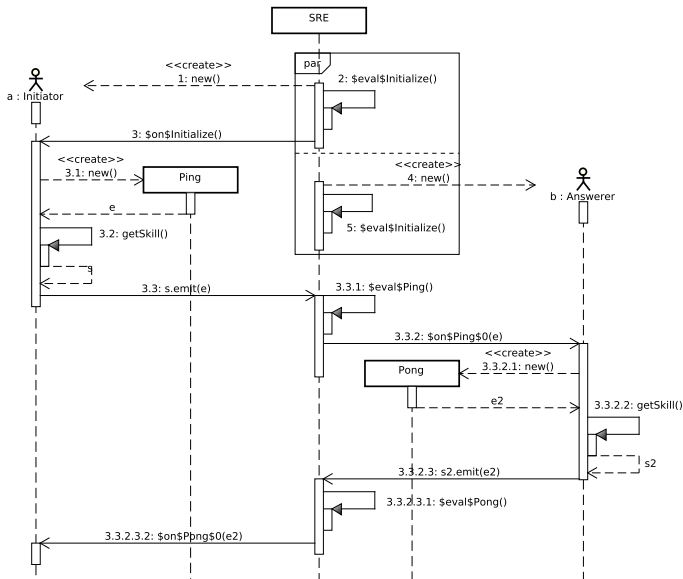 SRE
par
<<create>>
1: new()
2: $eval$Initialize()
a : Initiator
3: $on$Initialize()
<<create>>
3.1: new()
Ping
<<create>>
4: new()
b : Answerer
e
3.2: getSkill()
5: $eval$Initialize()
s
3.3: s.emit(e)
3.3.1: $eval$Ping()
3.3.2: $on$Ping$0(e)
<<create>>
3.3.2.1: new()
Pong
e2
3.3.2.2: getSkill()
s2
3.3.2.3: s2.emit(e2)
3.3.2.3.1: $eval$Pong()
3.3.2.3.2: $on$Pong$0(e2)